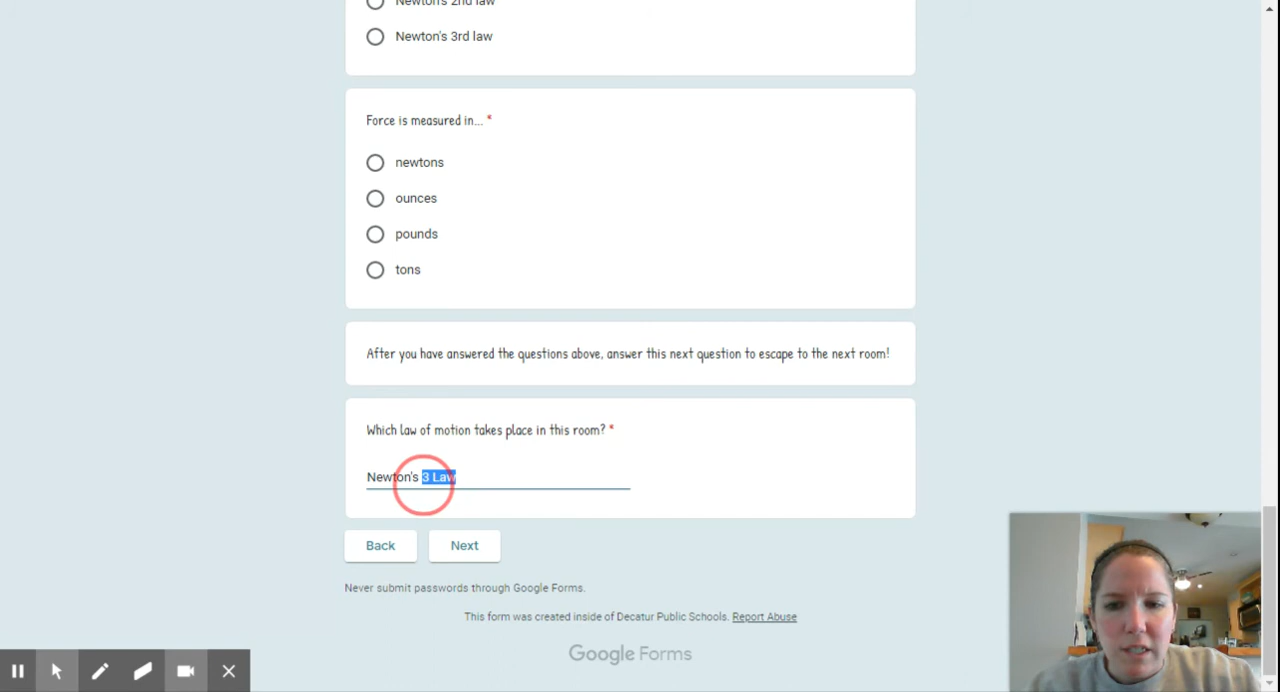 Newton's 2nd law
Newton's 3rd law
Force is measured in... *
newtons
ounces
pounds
tons
After you have answered the questions above, answer this next question to escape to the next room!
Which law of motion takes place in this room? *
Newton's 3 Law
Back
Next
Never submit passwords through Google Forms.
This form was created inside of Decatur Public Schools. Report Abuse
Google Forms